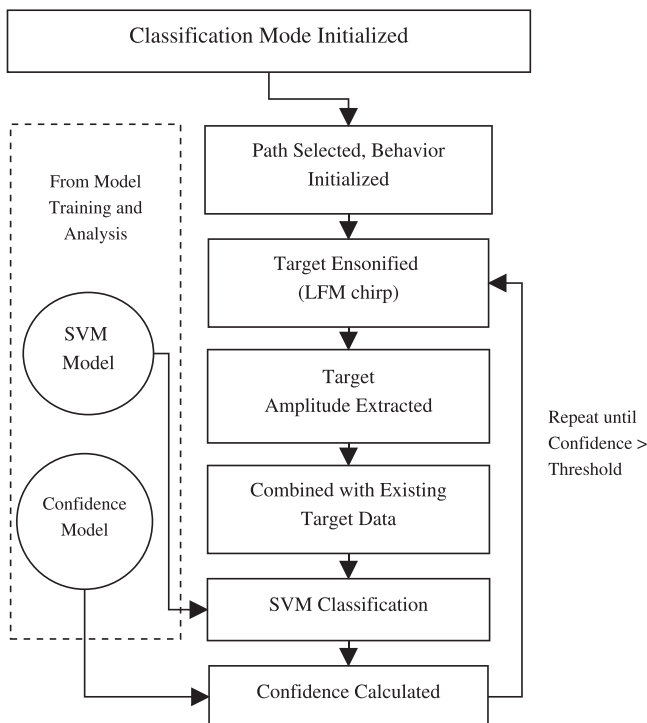 Classification Mode Initialized
Path Selected, Behavior
Initialized
From Model
Training and
Analysis
Target Ensonified
(LFM chirp)
SVM
Model
Target
Amplitude Extracted
Repeat until
Confidence >
Threshold
Confidence
Model
Combined with Existing
Target Data
SVM Classification
Confidence Calculated